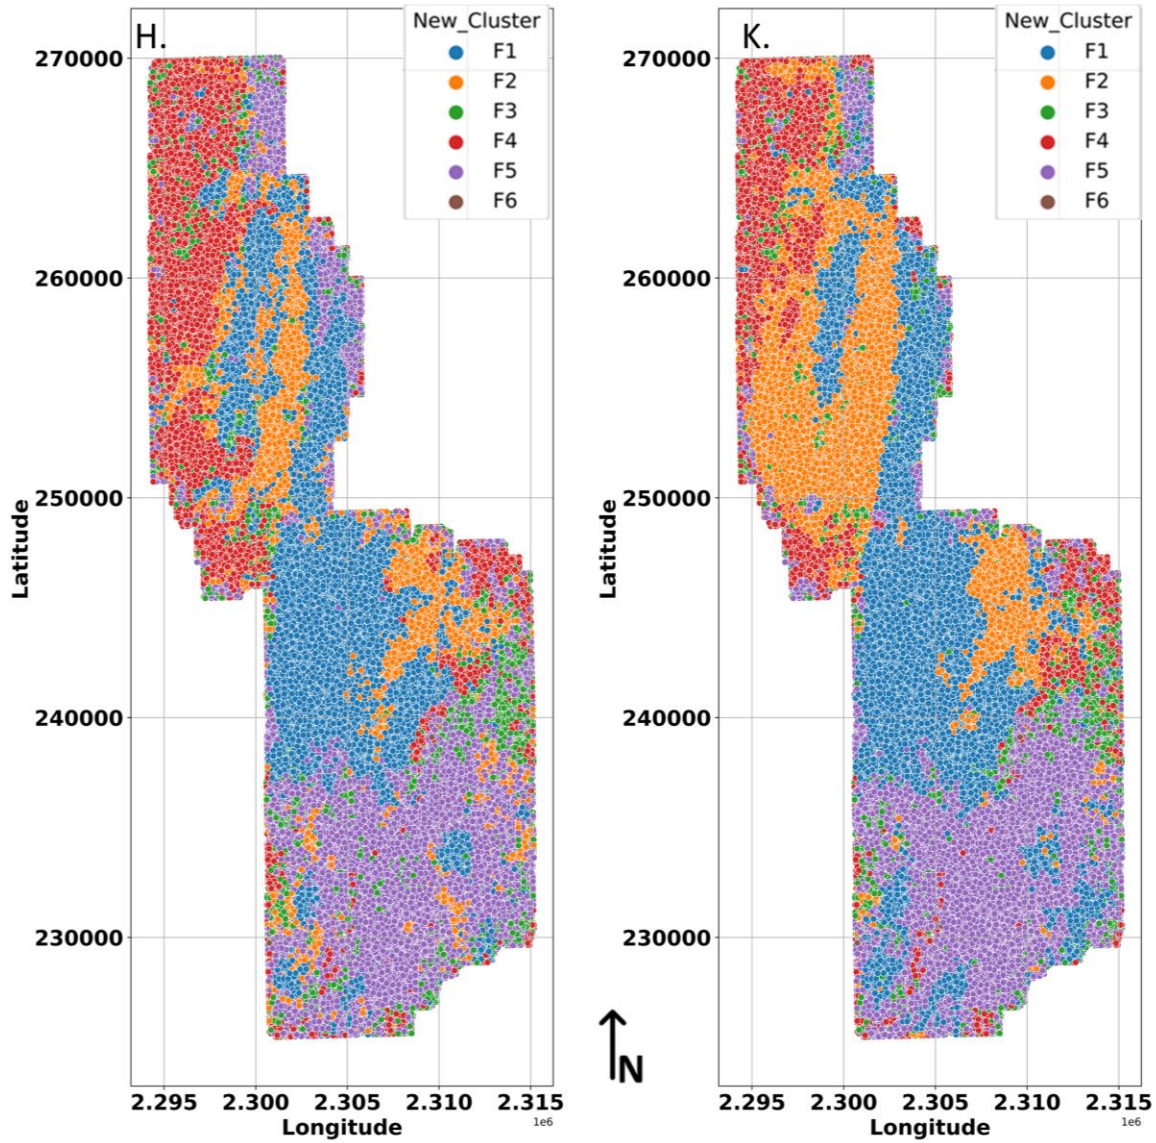 H.
New_Cluster
F1
F2
F3
F4
F5
F6
270000
260000
250000
240000
230000
Latitude
2.295 2.300 2.305 2.310 2.315
1e6
Longitude
N
K.
New_Cluster
F1
F2
F3
F4
F5
F6
270000
260000
250000
240000
230000
Latitude
2.295 2.300 2.305 2.310 2.315
1e6
Longitude